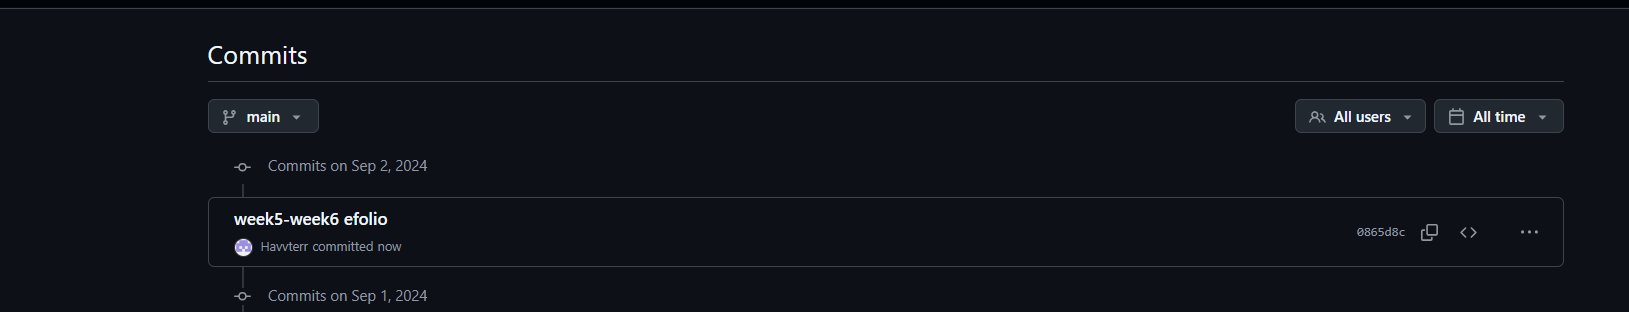 Commits
main
All users
All time
Commits on Sep 2, 2024
week5-week6 efolio
Havvterr committed now
0865d8c
Commits on Sep 1, 2024